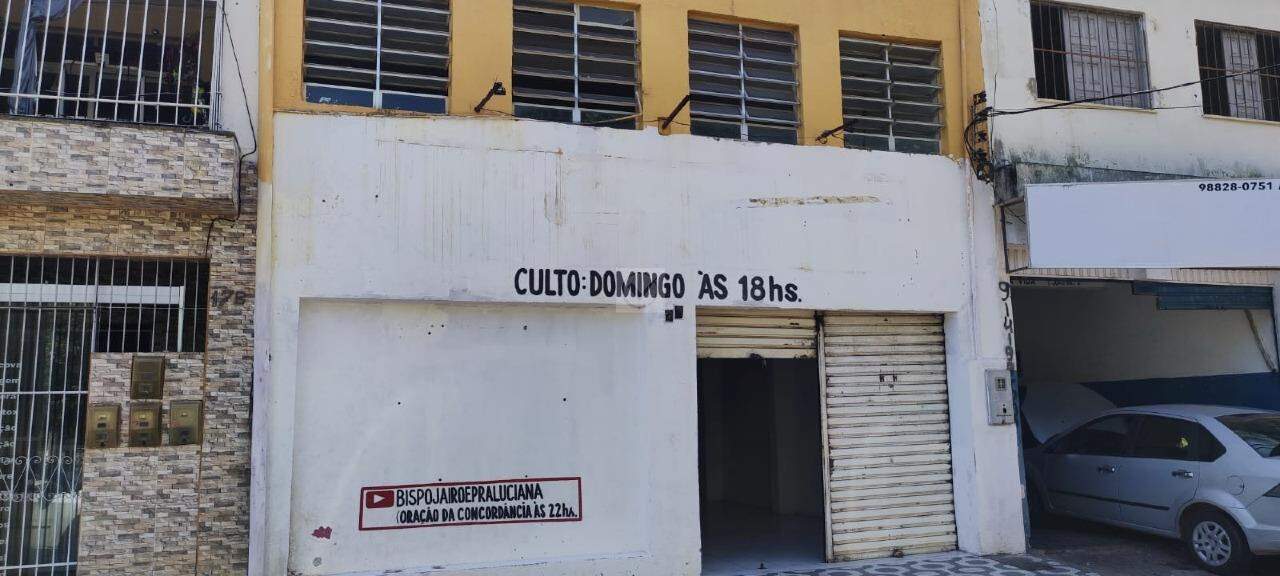 98828-0751
CULTO: DOMINGO ÀS 18hs.
BISPOJAIROEPRALUCIANA
(ORAÇÃO DA CONCORDÂNCIA ÀS 22hs.